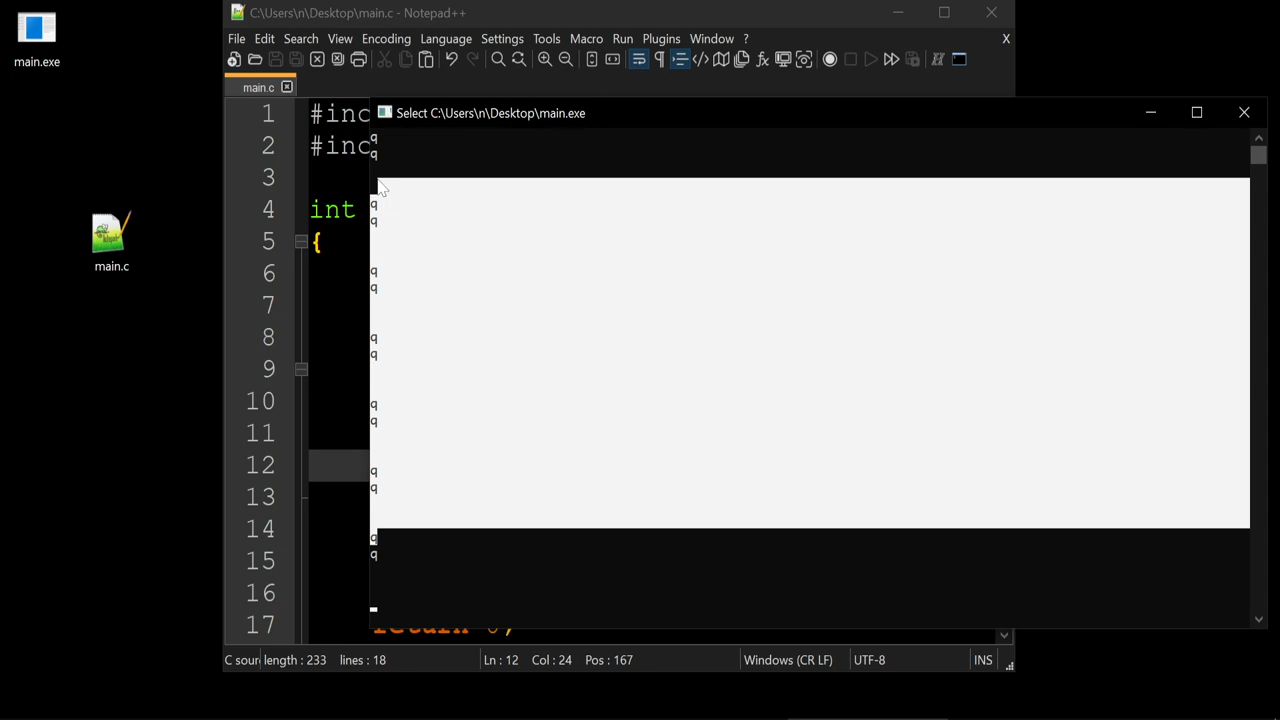 main.exe
main.c
C:\Users\n\Desktop\main.c - Notepad++
File Edit Search View Encoding Language Settings Tools Macro Run Plugins Window ? X
main.c
1 #inc
2 #inc
3
4 int
5 {
6
7
8
9
10
11
12
13
14
15
16
17 return 0;
Select C:\Users\n\Desktop\main.exe
q
q
q
q
q
q
q
q
q
q
q
q
q
q
C sour length : 233 lines : 18 Ln : 12 Col : 24 Pos : 167 Windows (CR LF) UTF-8 INS